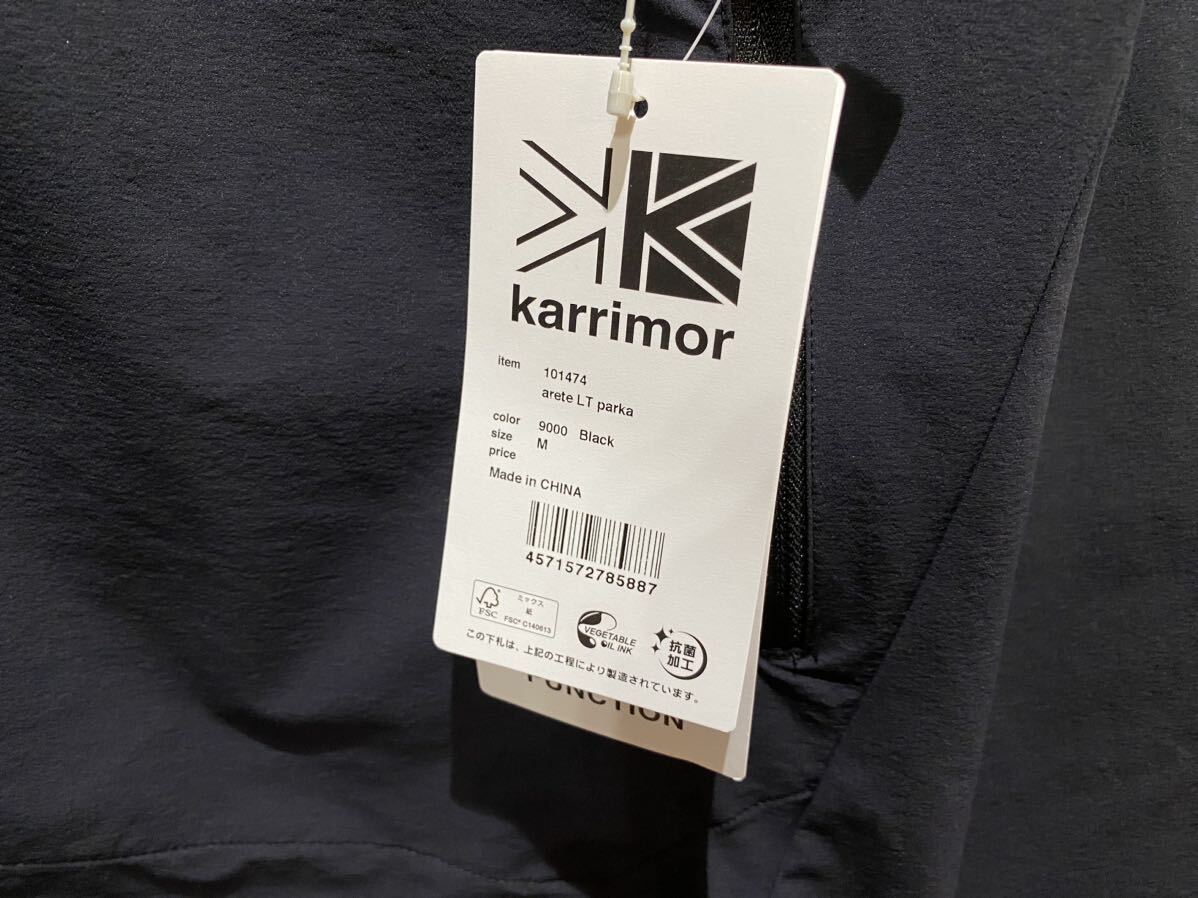 karrimor
item 101474
arete LT parka
color 9000 Black
size M
price
Made in CHINA
4571572785887
FSC
ミックス
紙
FSC® C140613
VEGETABLE
OIL INK
抗菌
加工
この下札は、上記の工程により製造されています。
FUNCTION